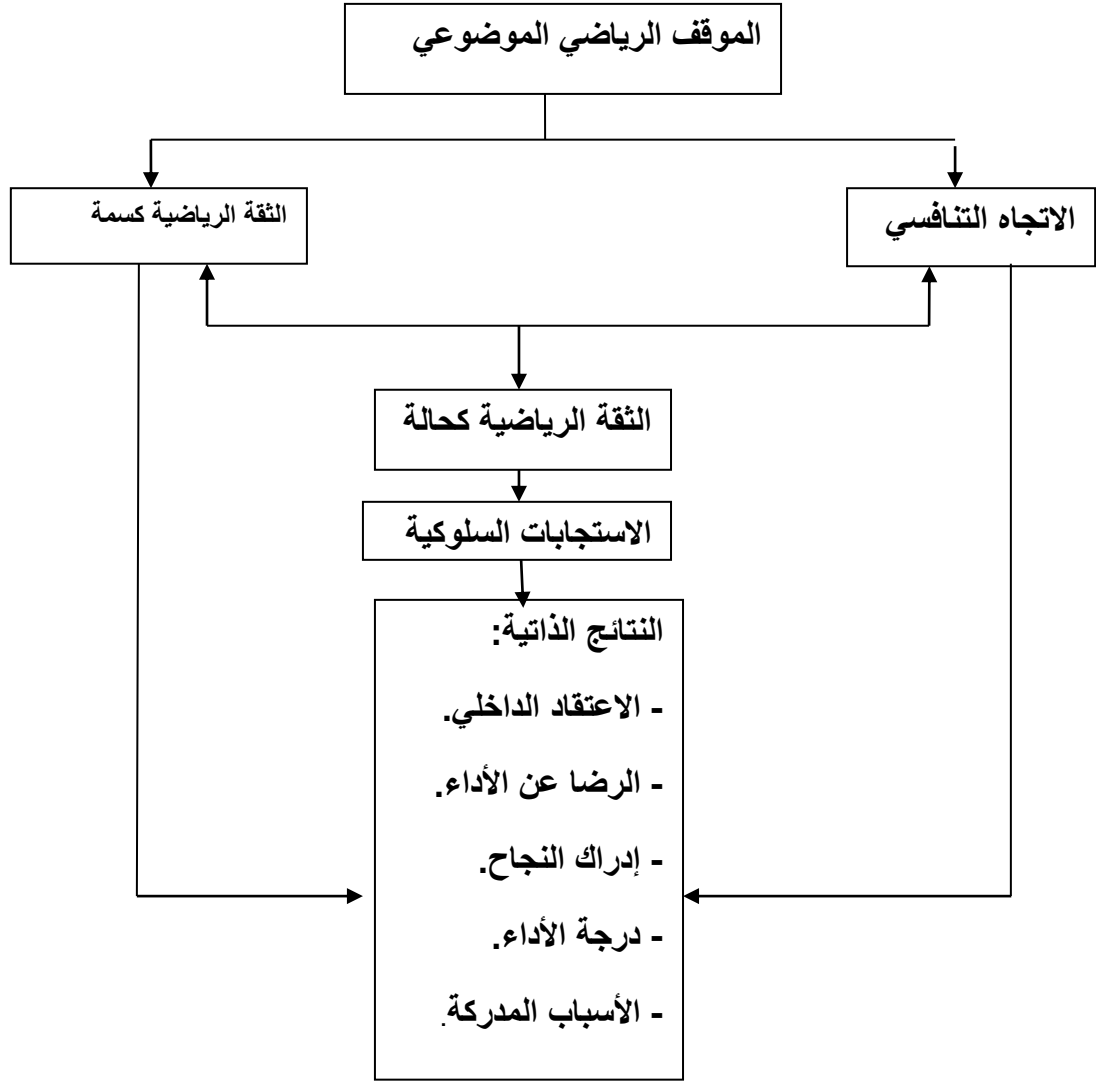 الموقف الرياضي الموضوعي
الاتجاه التنافسي
الثقة الرياضية كسمة
الثقة الرياضية كحالة
الاستجابات السلوكية
النتائج الذاتية:
- الاعتقاد الداخلي.
- الرضا عن الأداء.
- إدراك النجاح.
- درجة الأداء.
- الأسباب المدركة.